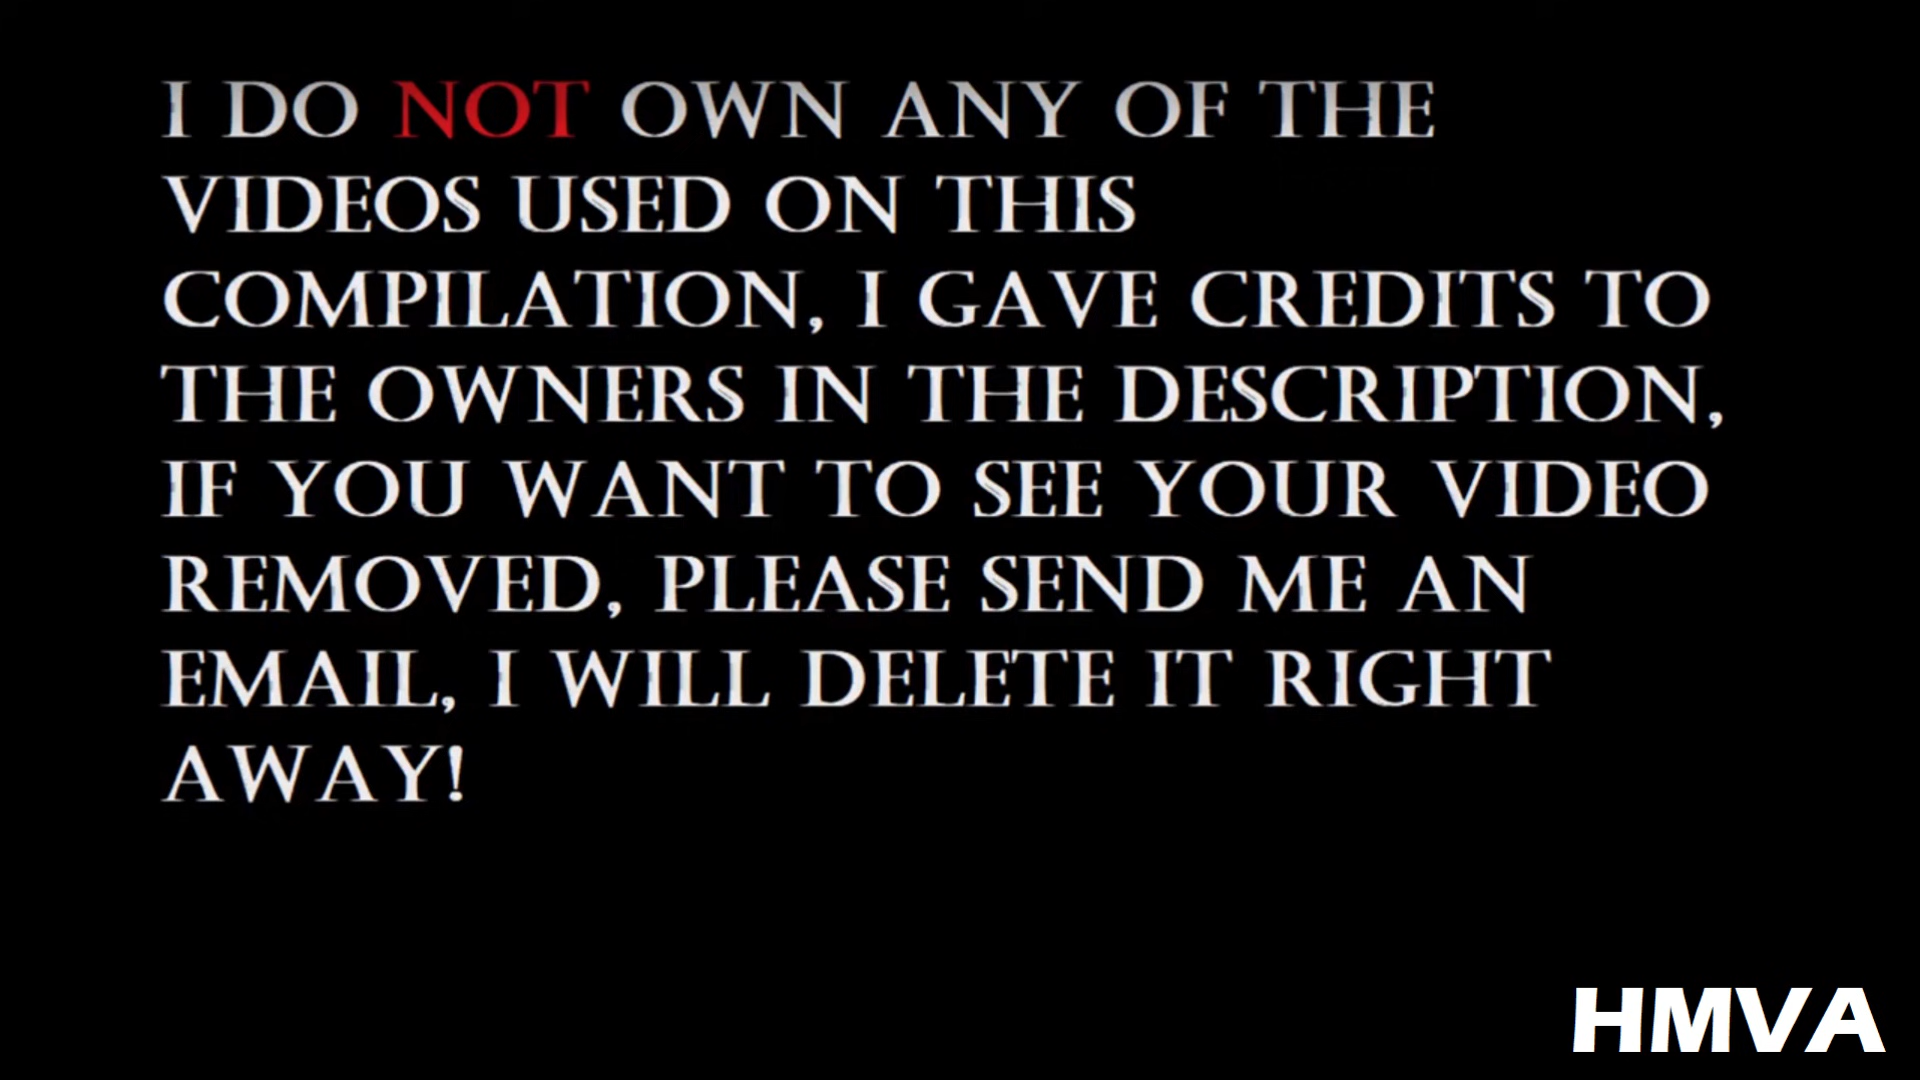 I DO NOT OWN ANY OF THE
VIDEOS USED ON THIS
COMPILATION, I GAVE CREDITS TO
THE OWNERS IN THE DESCRIPTION,
IF YOU WANT TO SEE YOUR VIDEO
REMOVED, PLEASE SEND ME AN
EMAIL, I WILL DELETE IT RIGHT
AWAY!
HMVA